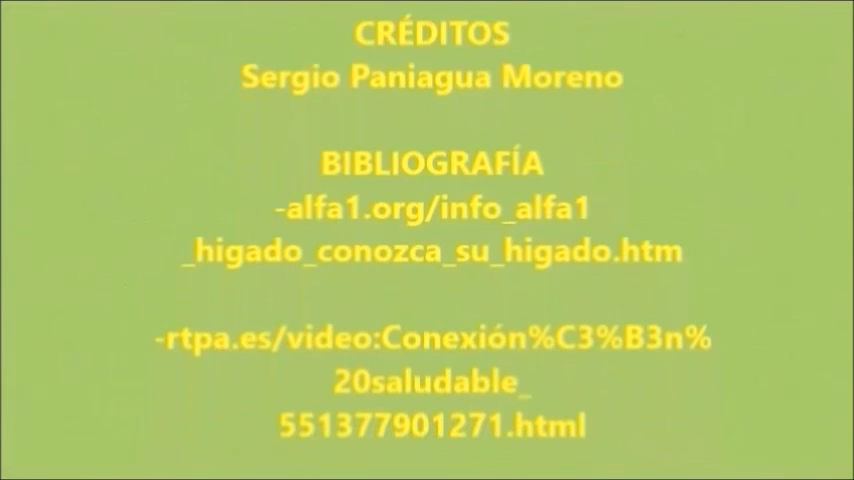 CRÉDITOS
Sergio Paniagua Moreno
BIBLIOGRAFÍA
-alfa1.org/info_alfa1
_higado_conozca_su_higado.htm
-rtpa.es/video:Conexión%C3%B3n%
20saludable_
551377901271.html